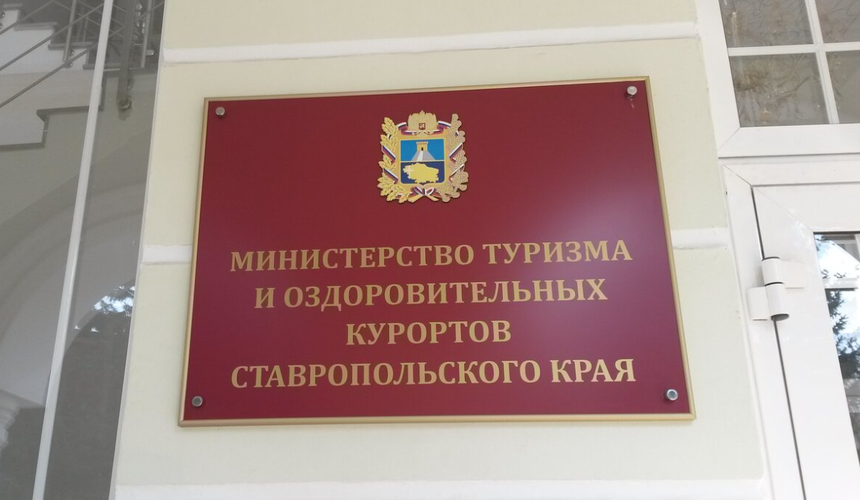 МИНИСТЕРСТВО ТУРИЗМА
И ОЗДОРОВИТЕЛЬНЫХ
КУРОРТОВ
СТАВРОПОЛЬСКОГО КРАЯ